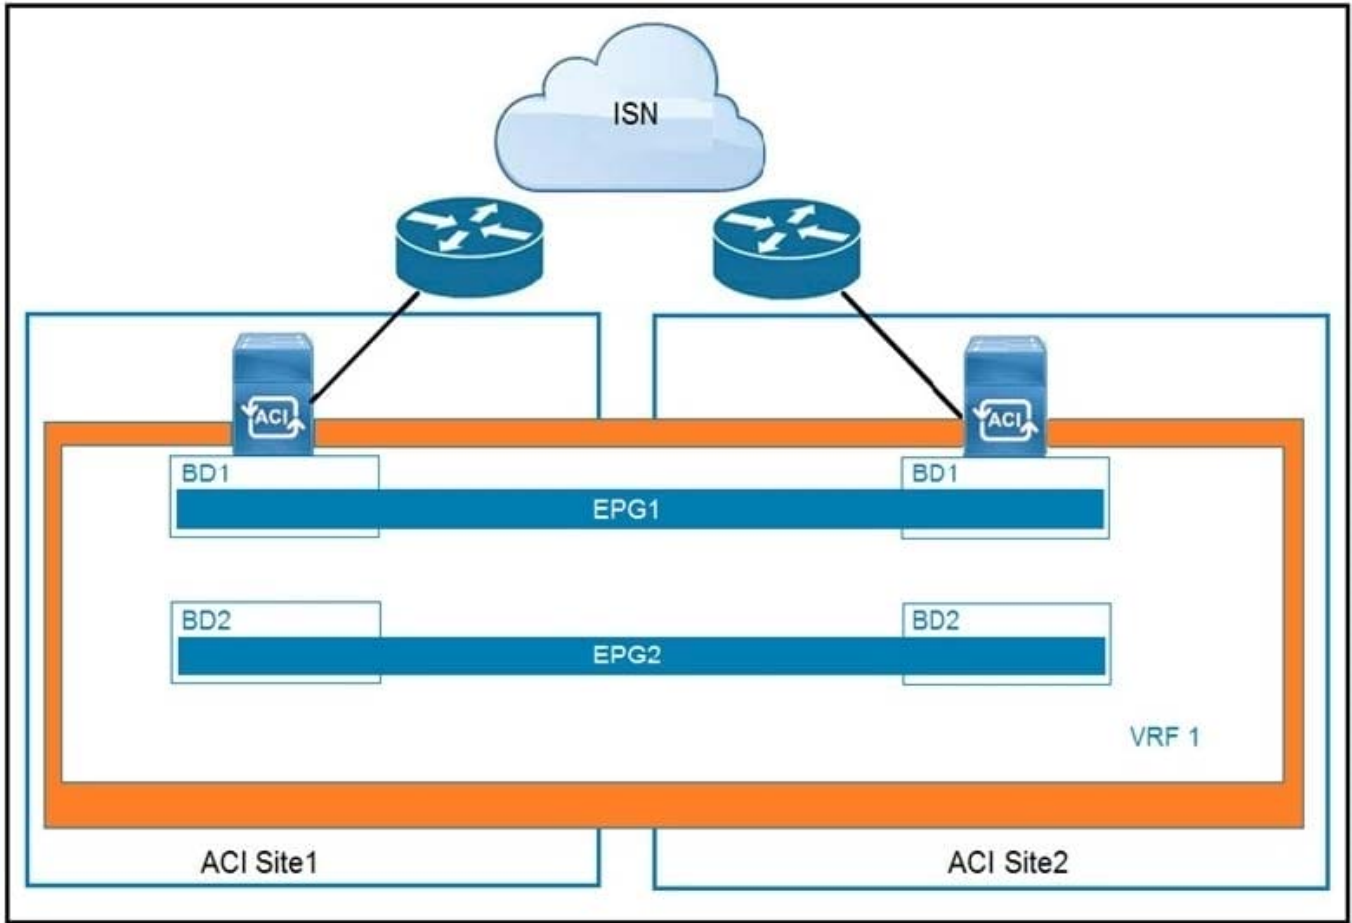 ISN
ACI
ACI
BD1
BD1
EPG1
BD2
BD2
EPG2
VRF 1
ACI Site1
ACI Site2